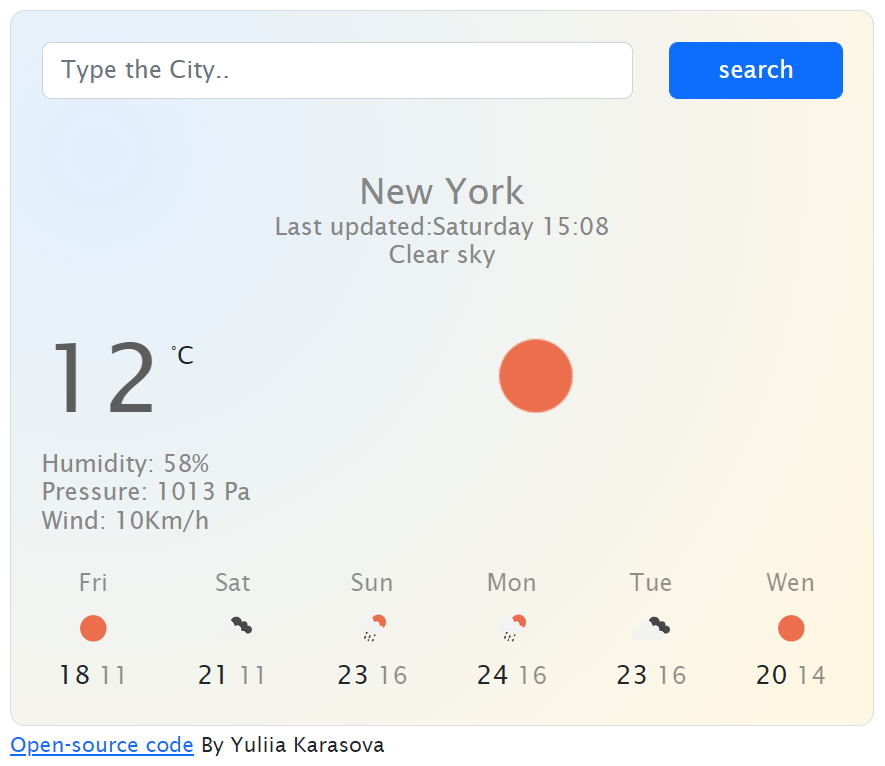 Type the City..
search
New York
Last updated:Saturday 15:08
Clear sky
12 °C
Humidity: 58%
Pressure: 1013 Pa
Wind: 10Km/h
Fri Sat Sun Mon Tue Wen
18 11 21 11 23 16 24 16 23 16 20 14
Open-source code By Yuliia Karasova